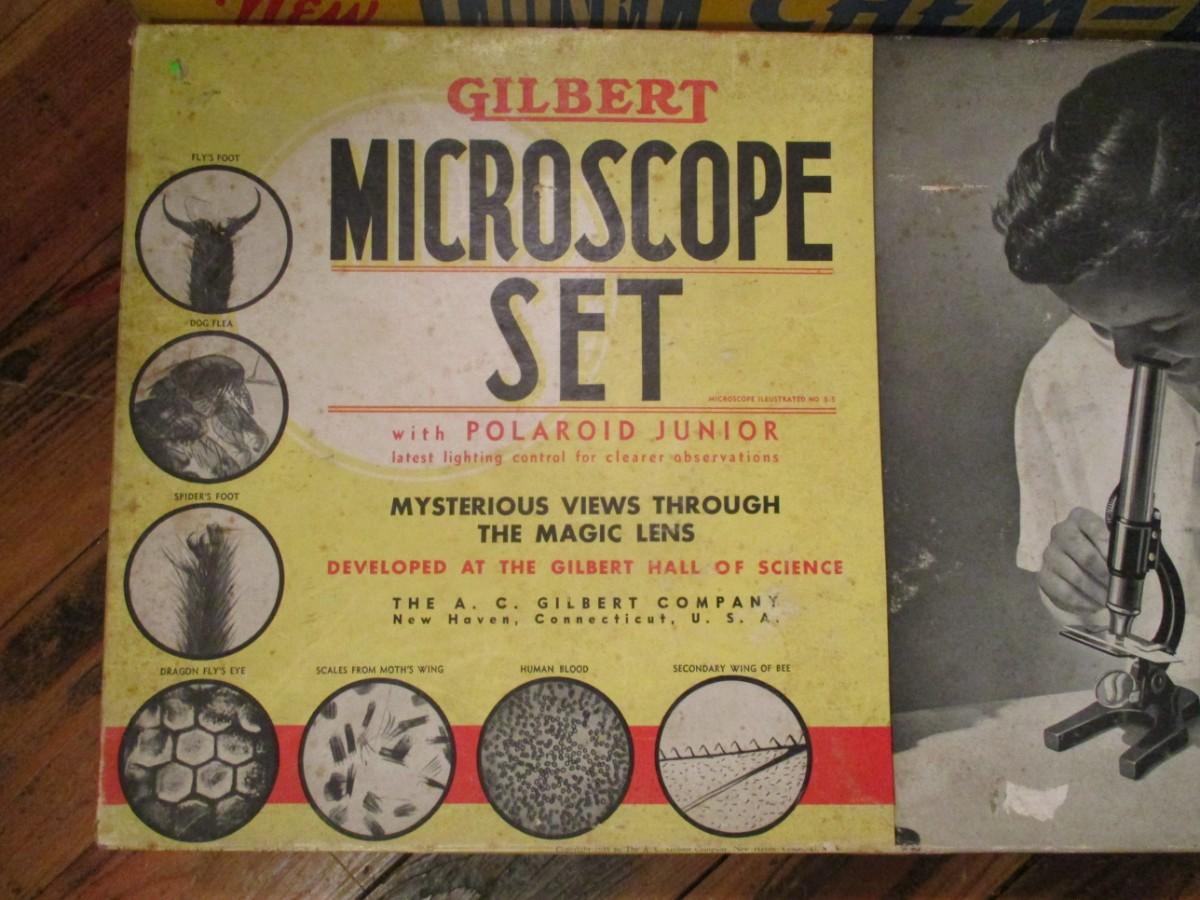 NEW CHEM-
GILBERT
MICROSCOPE
SET
MICROSCOPE ILLUSTRATED NO
with POLAROID JUNIOR
latest lighting control for clearer observations
MYSTERIOUS VIEWS THROUGH
THE MAGIC LENS
DEVELOPED AT THE GILBERT HALL OF SCIENCE
THE A. C. GILBERT COMPANY
New Haven, Connecticut, U. S. A.
FLY'S FOOT
DOG FLEA
SPIDER'S FOOT
DRAGON FLY'S EYE
SCALES FROM MOTH'S WING
HUMAN BLOOD
SECONDARY WING OF BEE